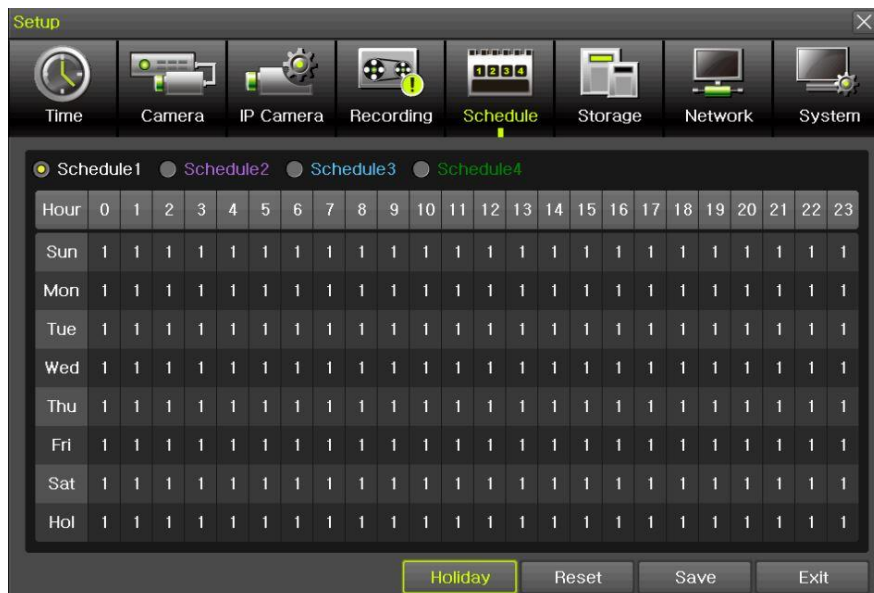 Setup
Time Camera IP Camera Recording 1 2 3 4 Schedule Storage Network System
Schedule1 Schedule2 Schedule3 Schedule4
Hour 0 1 2 3 4 5 6 7 8 9 10 11 12 13 14 15 16 17 18 19 20 21 22 23
Sun 1 1 1 1 1 1 1 1 1 1 1 1 1 1 1 1 1 1 1 1 1 1 1 1
Mon 1 1 1 1 1 1 1 1 1 1 1 1 1 1 1 1 1 1 1 1 1 1 1 1
Tue 1 1 1 1 1 1 1 1 1 1 1 1 1 1 1 1 1 1 1 1 1 1 1 1
Wed 1 1 1 1 1 1 1 1 1 1 1 1 1 1 1 1 1 1 1 1 1 1 1 1
Thu 1 1 1 1 1 1 1 1 1 1 1 1 1 1 1 1 1 1 1 1 1 1 1 1
Fri 1 1 1 1 1 1 1 1 1 1 1 1 1 1 1 1 1 1 1 1 1 1 1 1
Sat 1 1 1 1 1 1 1 1 1 1 1 1 1 1 1 1 1 1 1 1 1 1 1 1
Hol 1 1 1 1 1 1 1 1 1 1 1 1 1 1 1 1 1 1 1 1 1 1 1 1
Holiday Reset Save Exit